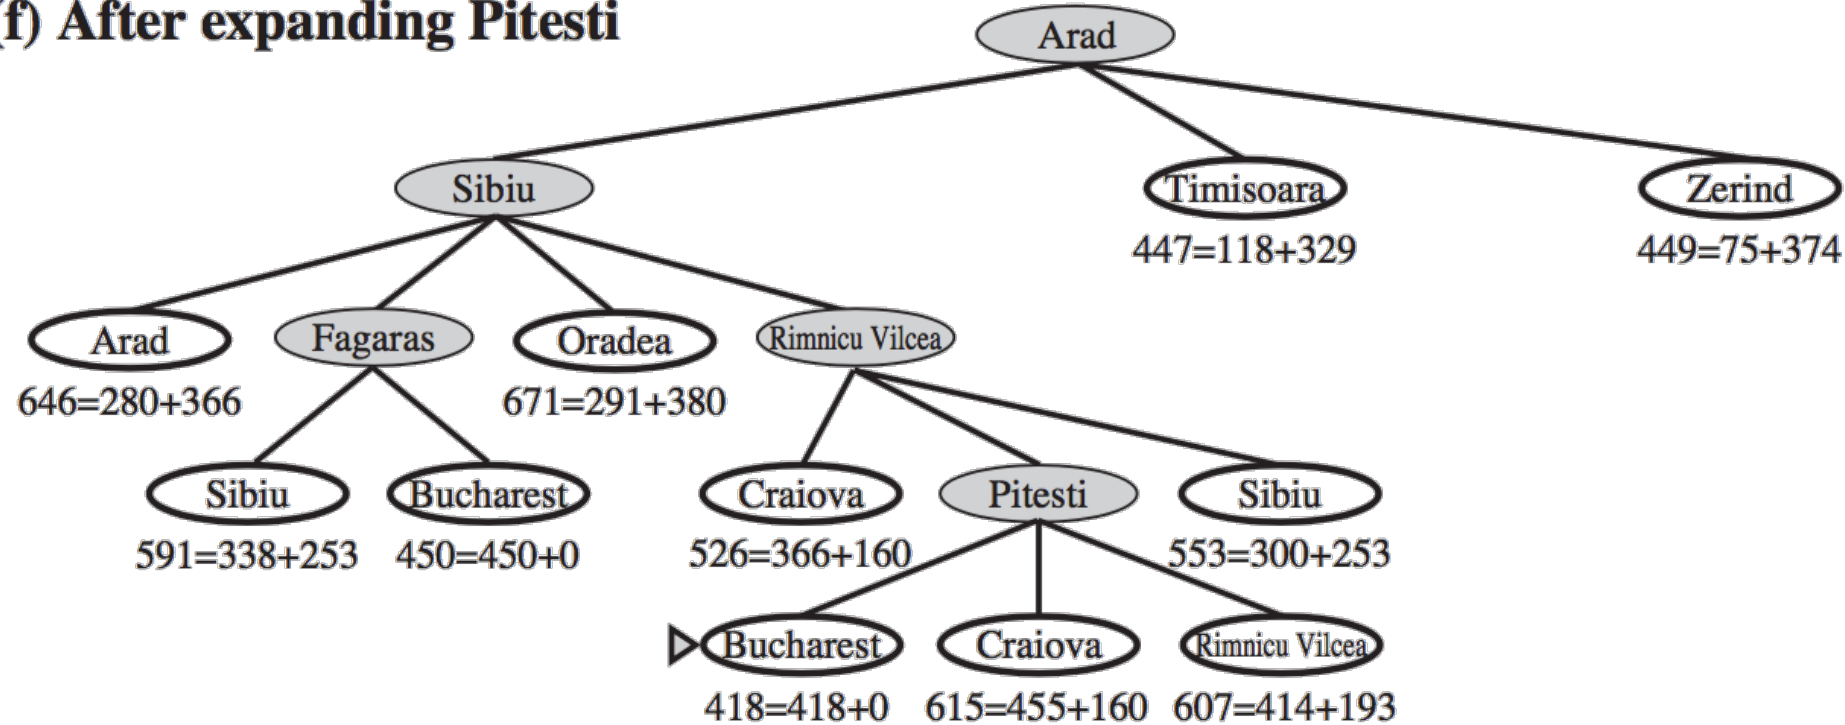 (f) After expanding Pitesti
Arad
Sibiu
Timisoara
Zerind
447=118+329
449=75+374
Arad
Fagaras
Oradea
Rimnicu Vilcea
646=280+366
671=291+380
Sibiu
Bucharest
Craiova
Pitesti
Sibiu
591=338+253
450=450+0
526=366+160
553=300+253
Bucharest
Craiova
Rimnicu Vilcea
418=418+0
615=455+160
607=414+193